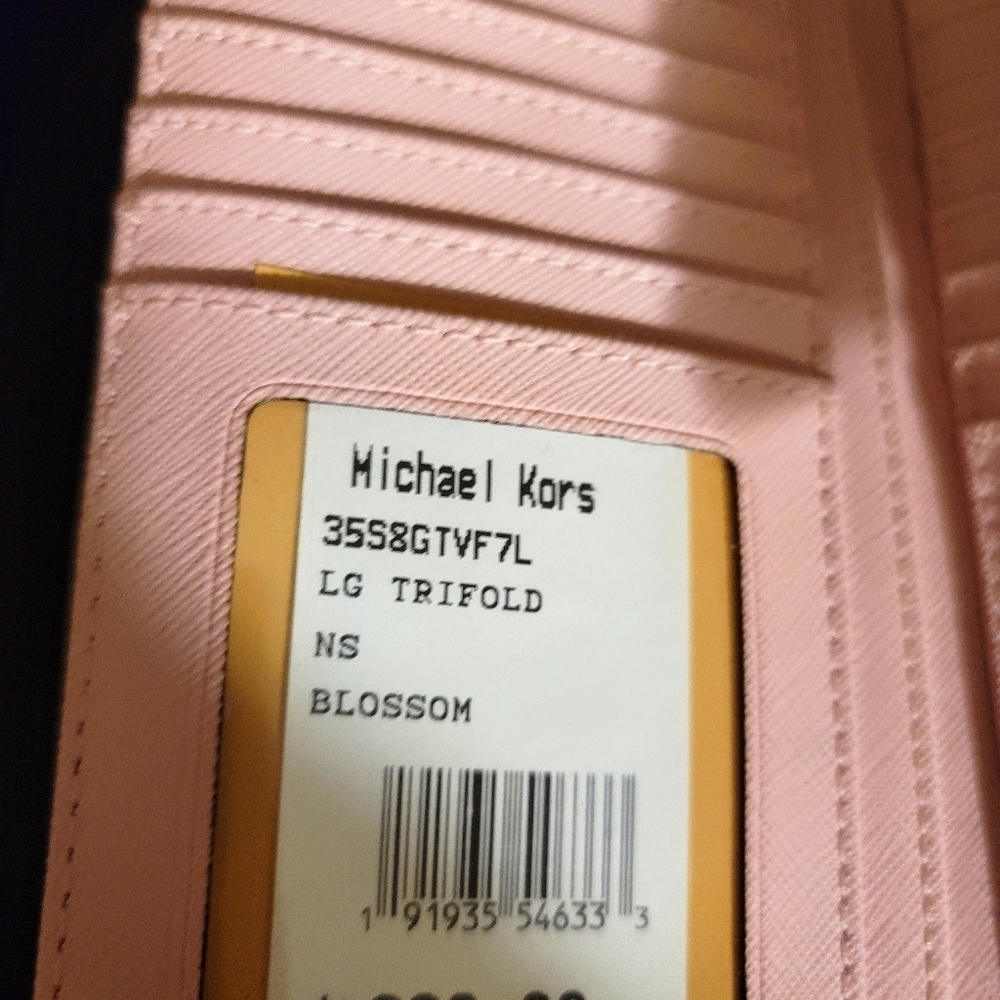 Michael Kors
35S8GTVF7L
LG TRIFOLD
NS
BLOSSOM
1 91935 54633 3